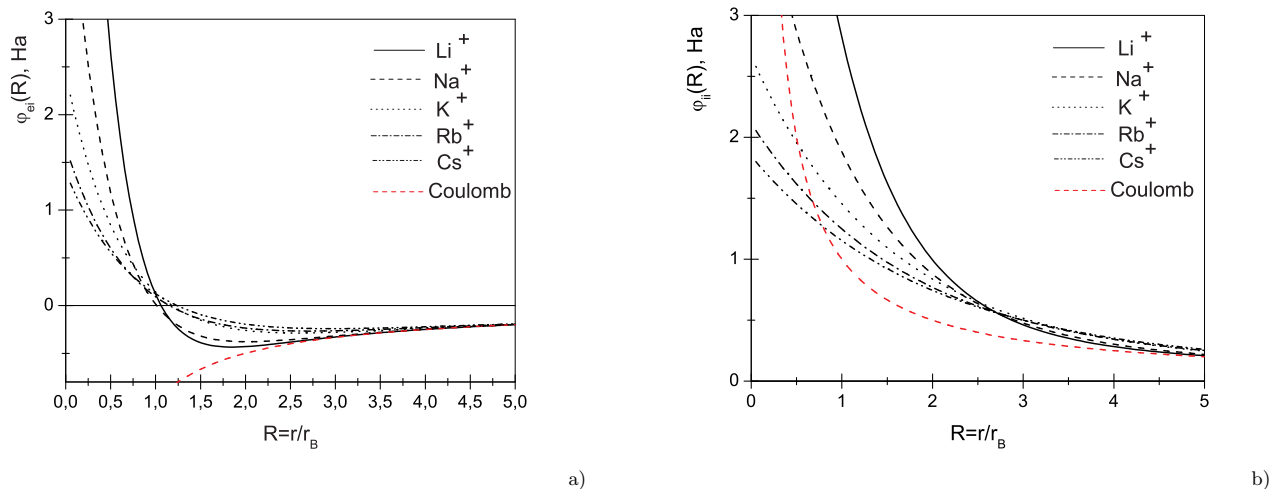 φei(R), Ha
3
2
1
0
Li +
Na+
K +
Rb+
Cs+
Coulomb
0,0 0,5 1,0 1,5 2,0 2,5 3,0 3,5 4,0 4,5 5,0
R=r/rB
a)
φii(R), Ha
3
2
1
0
Li +
Na+
K +
Rb+
Cs+
Coulomb
0 1 2 3 4 5
R=r/rB
b)